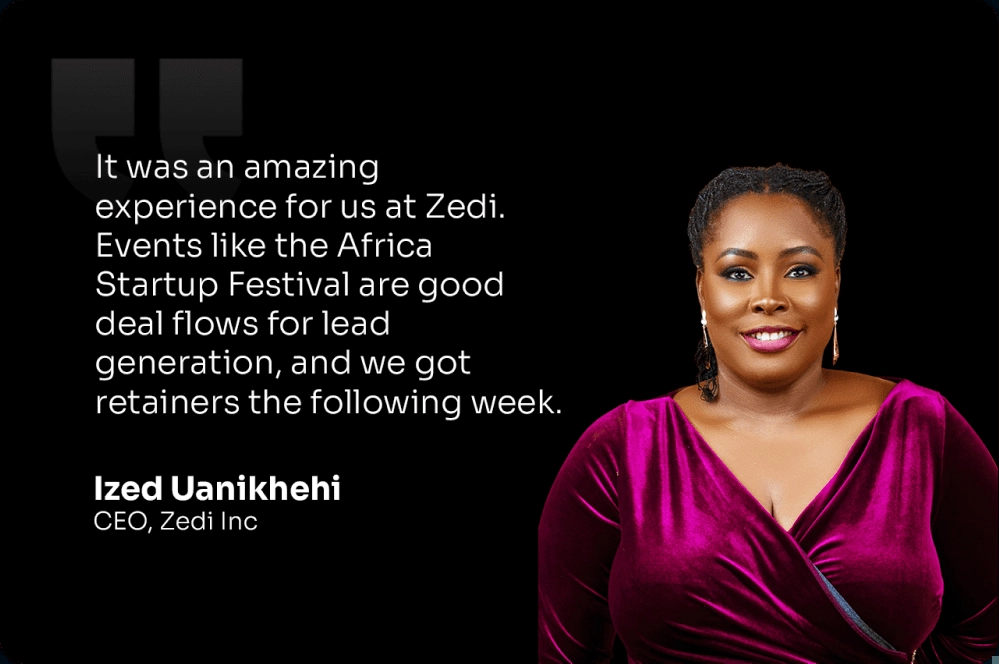 It was an amazing
experience for us at Zedi.
Events like the Africa
Startup Festival are good
deal flows for lead
generation, and we got
retainers the following week.
Ized Uanikhehi
CEO, Zedi Inc